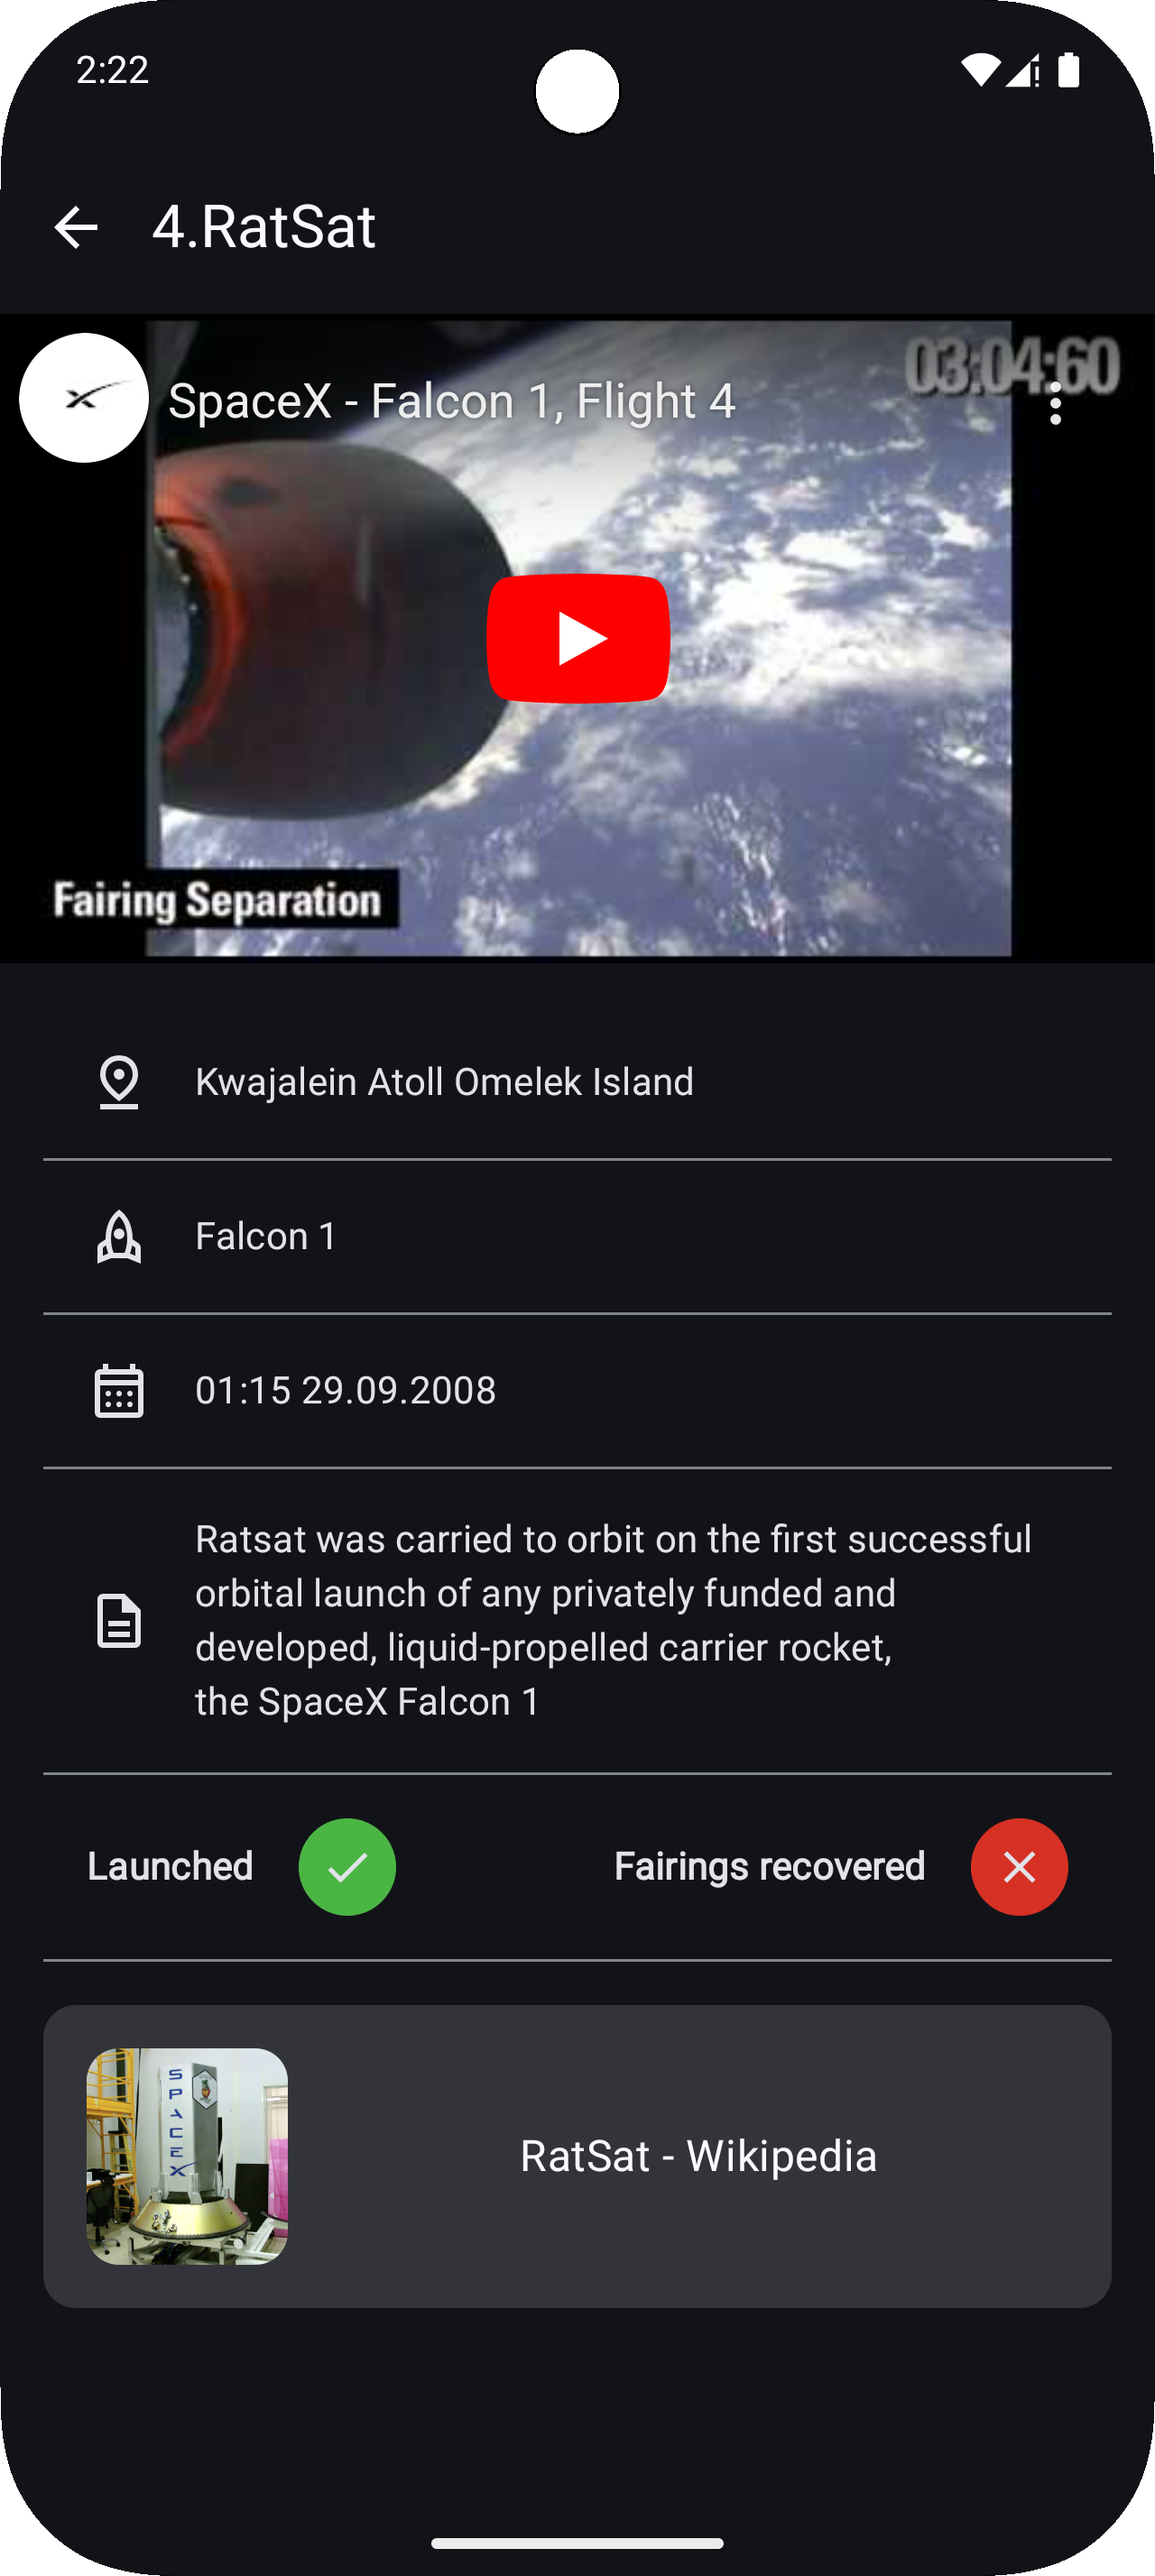 2:22
4.RatSat
03:04:60
SpaceX - Falcon 1, Flight 4
Fairing Separation
Kwajalein Atoll Omelek Island
Falcon 1
01:15 29.09.2008
Ratsat was carried to orbit on the first successful
orbital launch of any privately funded and
developed, liquid-propelled carrier rocket,
the SpaceX Falcon 1
Launched
Fairings recovered
SPACEX
RatSat - Wikipedia